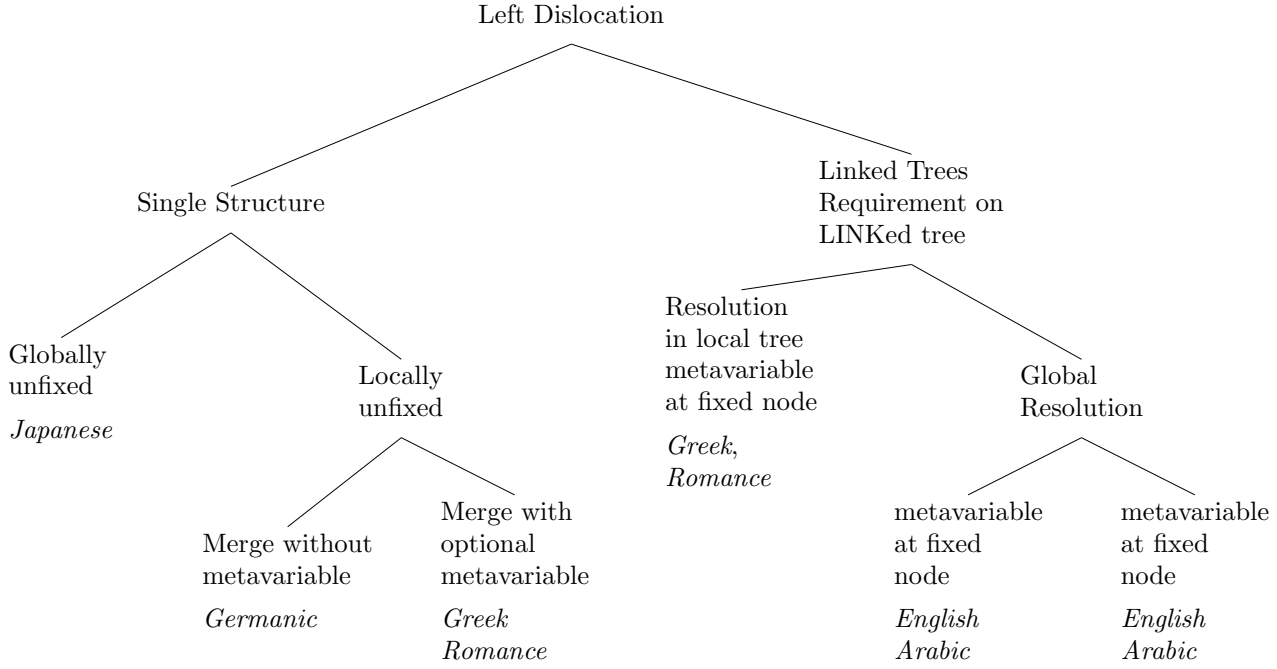 Left Dislocation
Single Structure
Linked Trees
Requirement on
LINKed tree
Globally
unfixed
Japanese
Locally
unfixed
Resolution
in local tree
metavariable
at fixed node
Greek,
Romance
Global
Resolution
Merge without
metavariable
Germanic
Merge with
optional
metavariable
Greek
Romance
metavariable
at fixed
node
English
Arabic
metavariable
at fixed
node
English
Arabic